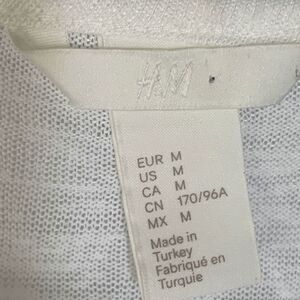 H&M
EUR M
US M
CA M
CN 170/96A
MX M
Made in
Turkey
Fabriqué en
Turquie